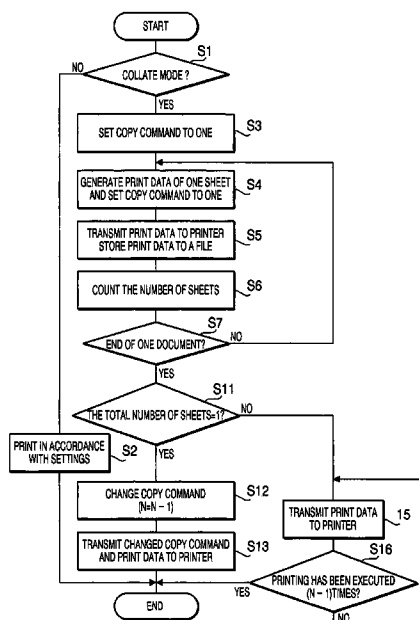 START
S1
NO
COLLATE MODE ?
YES
S3
SET COPY COMMAND TO ONE
S4
GENERATE PRINT DATA OF ONE SHEET
AND SET COPY COMMAND TO ONE
S5
TRANSMIT PRINT DATA TO PRINTER
STORE PRINT DATA TO A FILE
S6
COUNT THE NUMBER OF SHEETS
S7
END OF ONE DOCUMENT?
NO
YES
S11
THE TOTAL NUMBER OF SHEETS=1?
NO
PRINT IN ACCORDANCE
WITH SETTINGS
S2
YES
S12
CHANGE COPY COMMAND
(N=N - 1)
TRANSMIT PRINT DATA
TO PRINTER
15
S13
TRANSMIT CHANGED COPY COMMAND
AND PRINT DATA TO PRINTER
S16
PRINTING HAS BEEN EXECUTED
(N - 1)TIMES?
YES
NO
END